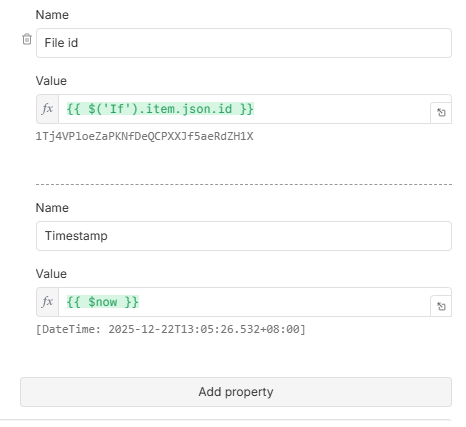 Name
File id
Value
fx {{ $('If').item.json.id }}
1Tj4VPloeZaPKNfDeQCPXXJf5aeRdZH1X
Name
Timestamp
Value
fx {{ $now }}
[DateTime: 2025-12-22T13:05:26.532+08:00]
Add property